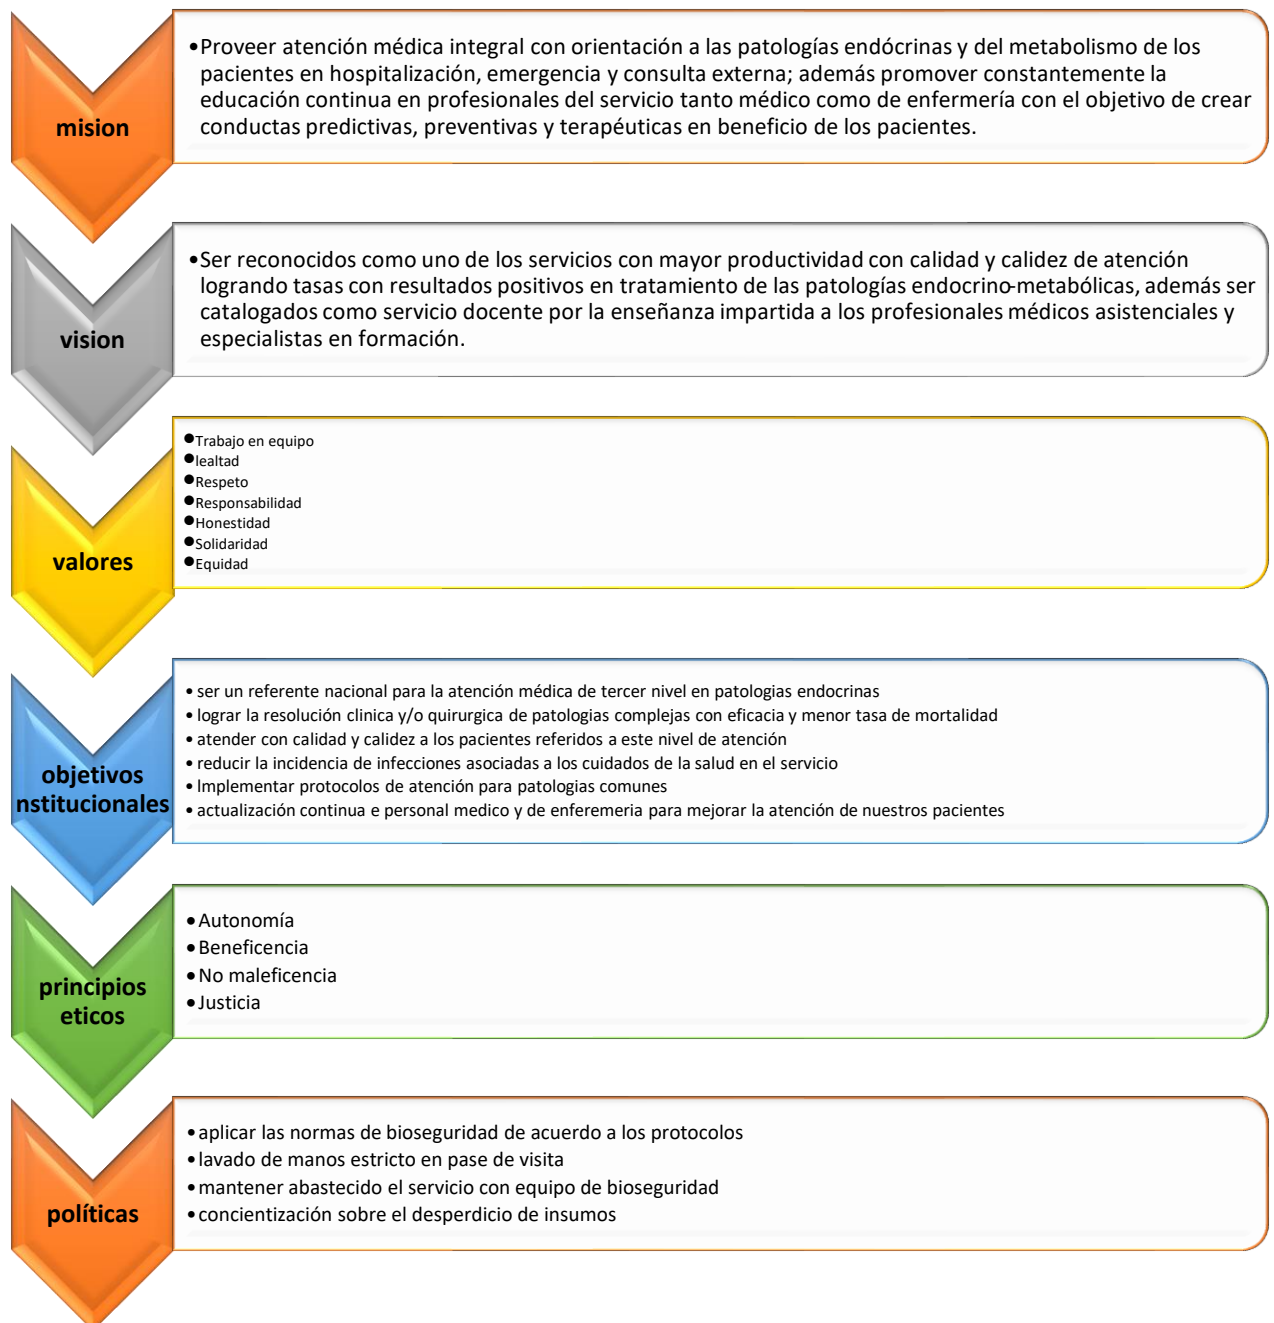 mision
•Proveer atención médica integral con orientación a las patologías endócrinas y del metabolismo de los
pacientes en hospitalización, emergencia y consulta externa; además promover constantemente la
educación continua en profesionales del servicio tanto médico como de enfermería con el objetivo de crear
conductas predictivas, preventivas y terapéuticas en beneficio de los pacientes.
vision
•Ser reconocidos como uno de los servicios con mayor productividad con calidad y calidez de atención
logrando tasas con resultados positivos en tratamiento de las patologías endocrino-metabólicas, además ser
catalogados como servicio docente por la enseñanza impartida a los profesionales médicos asistenciales y
especialistas en formación.
valores
•Trabajo en equipo
•lealtad
•Respeto
•Responsabilidad
•Honestidad
•Solidaridad
•Equidad
objetivos
nstitucionales
• ser un referente nacional para la atención médica de tercer nivel en patologias endocrinas
• lograr la resolución clinica y/o quirurgica de patologias complejas con eficacia y menor tasa de mortalidad
• atender con calidad y calidez a los pacientes referidos a este nivel de atención
• reducir la incidencia de infecciones asociadas a los cuidados de la salud en el servicio
• Implementar protocolos de atención para patologias comunes
• actualización continua e personal medico y de enferemeria para mejorar la atención de nuestros pacientes
principios
eticos
•Autonomía
•Beneficencia
•No maleficencia
•Justicia
políticas
•aplicar las normas de bioseguridad de acuerdo a los protocolos
•lavado de manos estricto en pase de visita
•mantener abastecido el servicio con equipo de bioseguridad
•concientización sobre el desperdicio de insumos